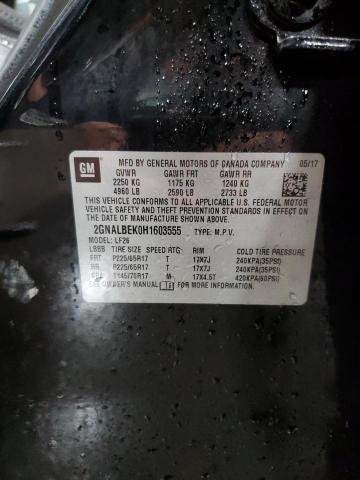 GM
MFD BY GENERAL MOTORS OF CANADA COMPANY 05/17
GVWR GAWR FRT GAWR RR
2250 KG 1175 KG 1240 KG
4960 LB 2590 LB 2733 LB
THIS VEHICLE CONFORMS TO ALL APPLICABLE U.S. FEDERAL MOTOR
VEHICLE SAFETY AND THEFT PREVENTION STANDARDS IN EFFECT ON
THE DATE OF MANUFACTURE SHOWN ABOVE.
2GNALBEK0H1603555 TYPE: M.P.V.
MODEL: LF26
LBBB TIRE SIZE SPEED RTG RIM COLD TIRE PRESSURE
FRT P225/65R17 T 17X7J 240KPA(35PSI)
RR P225/65R17 T 17X7J 240KPA(35PSI)
SPA T145/70R17 M 17X4.5T 420KPA(60PSI)
SEE OWNER'S MANUAL FOR MORE INFORMATION.